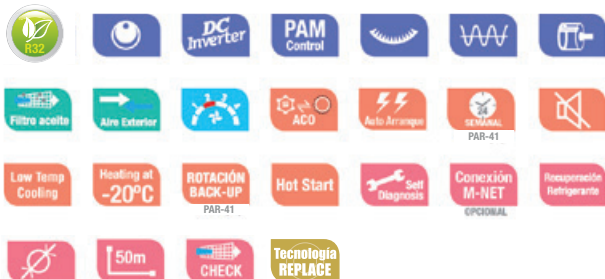 R32
DC
Inverter
PAM
Control
Filtro aceite
Aire Exterior
ACO
Auto Arranque
24
SEMANAL
PAR-41
Low Temp
Cooling
Heating at
-20ºC
ROTACIÓN
BACK-UP
PAR-41
Hot Start
Self
Diagnosis
Conexión
M-NET
OPCIONAL
Recuperación
Refrigerante
50m
CHECK
Tecnología
REPLACE